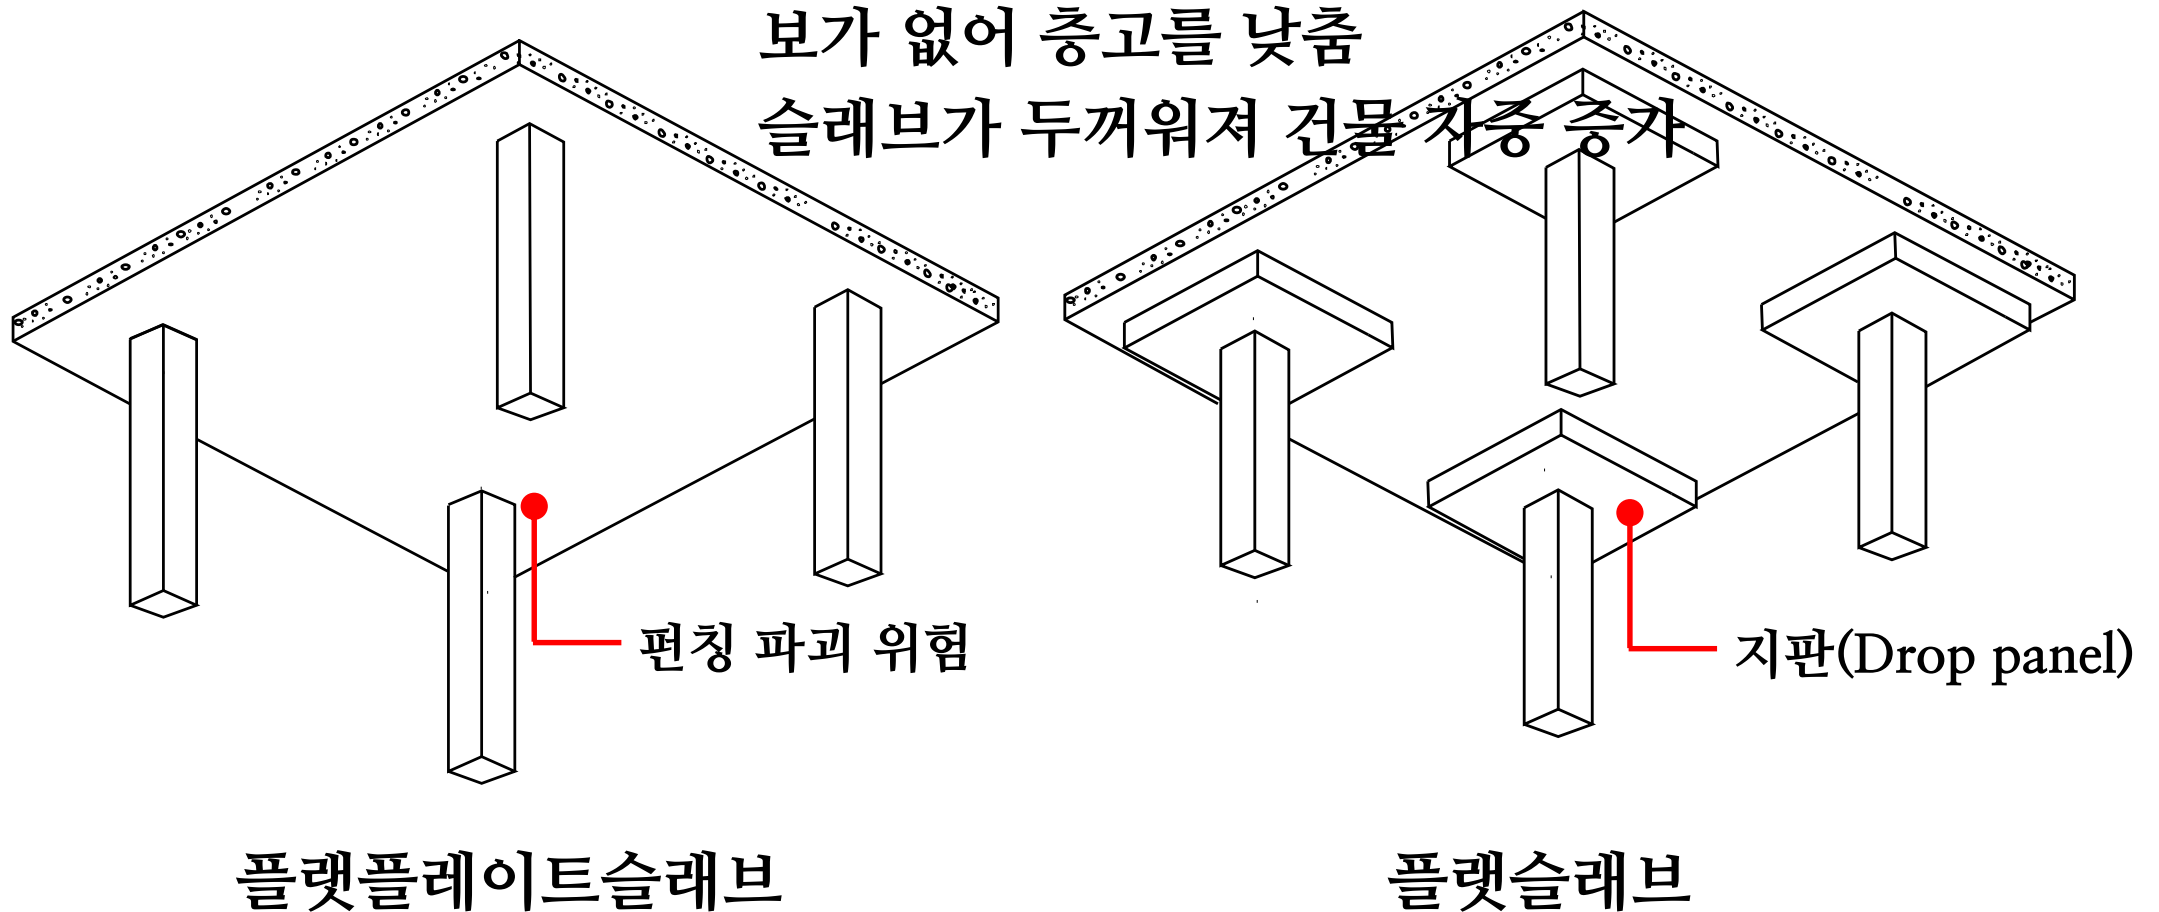 보가 없어 층고를 낮춤
슬래브가 두꺼워져 건물 자중 증가
펀칭 파괴 위험
지판(Drop panel)
플랫플레이트슬래브
플랫슬래브